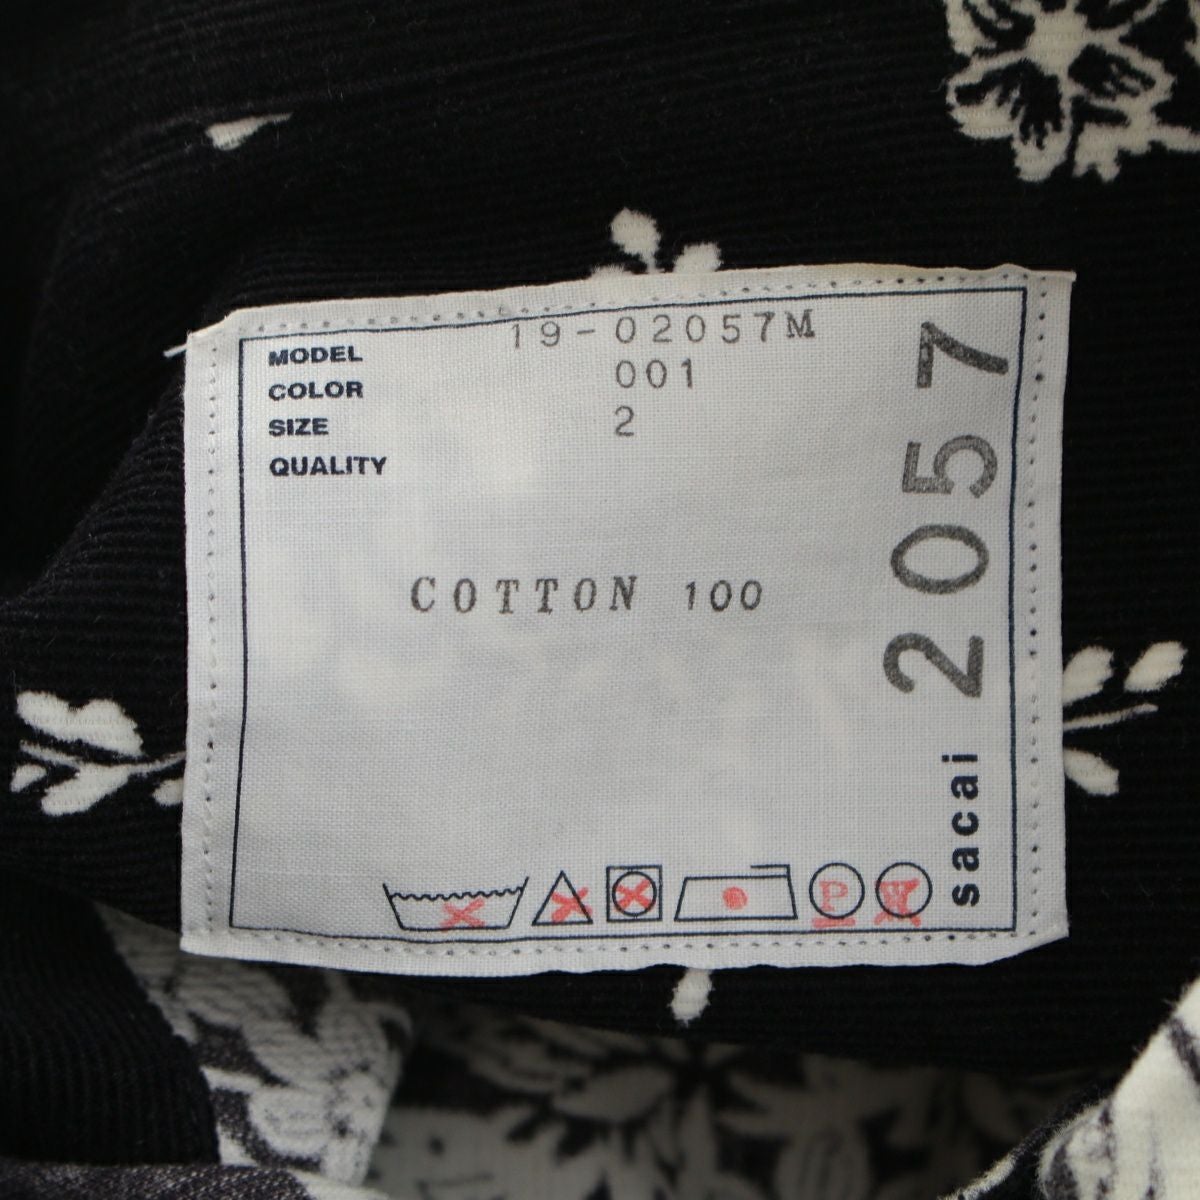 MODEL 19-02057M
COLOR 001
SIZE 2
QUALITY
COTTON 100
sacai 2057
P
W